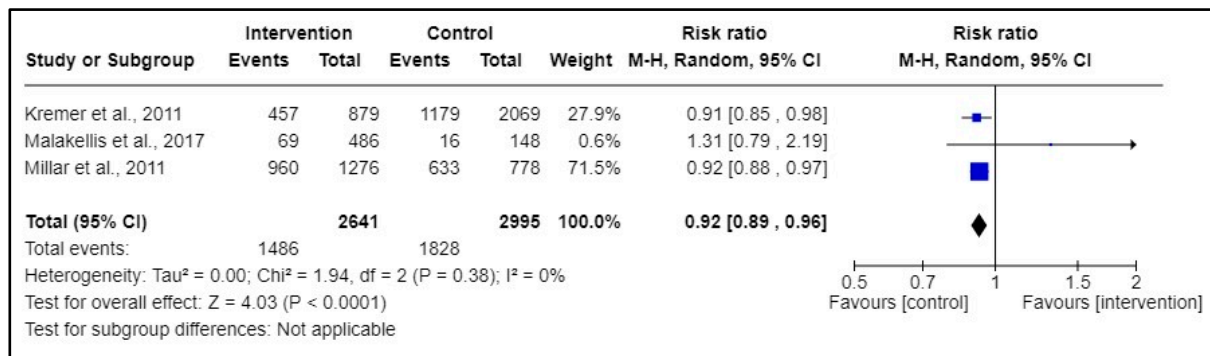 Intervention Control Risk ratio Risk ratio
Study or Subgroup Events Total Events Total Weight M-H, Random, 95% CI M-H, Random, 95% CI
Kremer et al., 2011 457 879 1179 2069 27.9% 0.91 [0.85 , 0.98]
Malakellis et al., 2017 69 486 16 148 0.6% 1.31 [0.79 , 2.19]
Millar et al., 2011 960 1276 633 778 71.5% 0.92 [0.88 , 0.97]
Total (95% CI) 2641 2995 100.0% 0.92 [0.89 , 0.96]
Total events: 1486 1828
Heterogeneity: Tau² = 0.00; Chi² = 1.94, df = 2 (P = 0.38); I² = 0%
0.5 0.7 1 1.5 2
Test for overall effect: Z = 4.03 (P < 0.0001)
Favours [control] Favours [intervention]
Test for subgroup differences: Not applicable